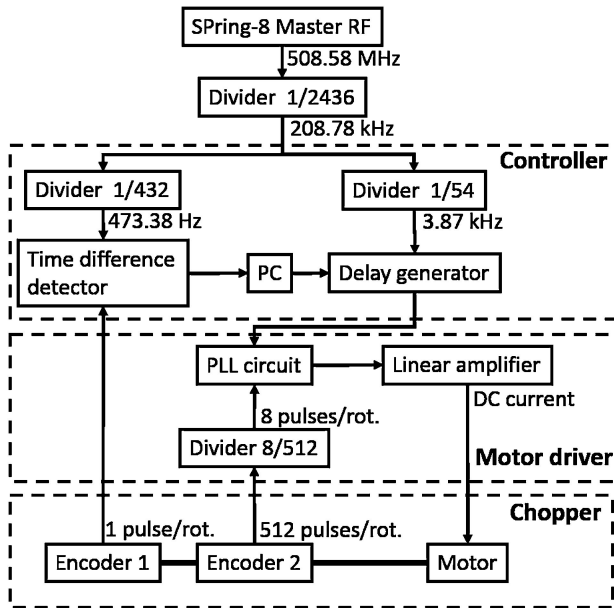 SPring-8 Master RF
508.58 MHz
Divider 1/2436
208.78 kHz
Controller
Divider 1/432
Divider 1/54
473.38 Hz
3.87 kHz
Time difference
detector
PC
Delay generator
PLL circuit
Linear amplifier
DC current
8 pulses/rot.
Divider 8/512
Motor driver
Chopper
1 pulse/rot.
512 pulses/rot.
Encoder 1
Encoder 2
Motor